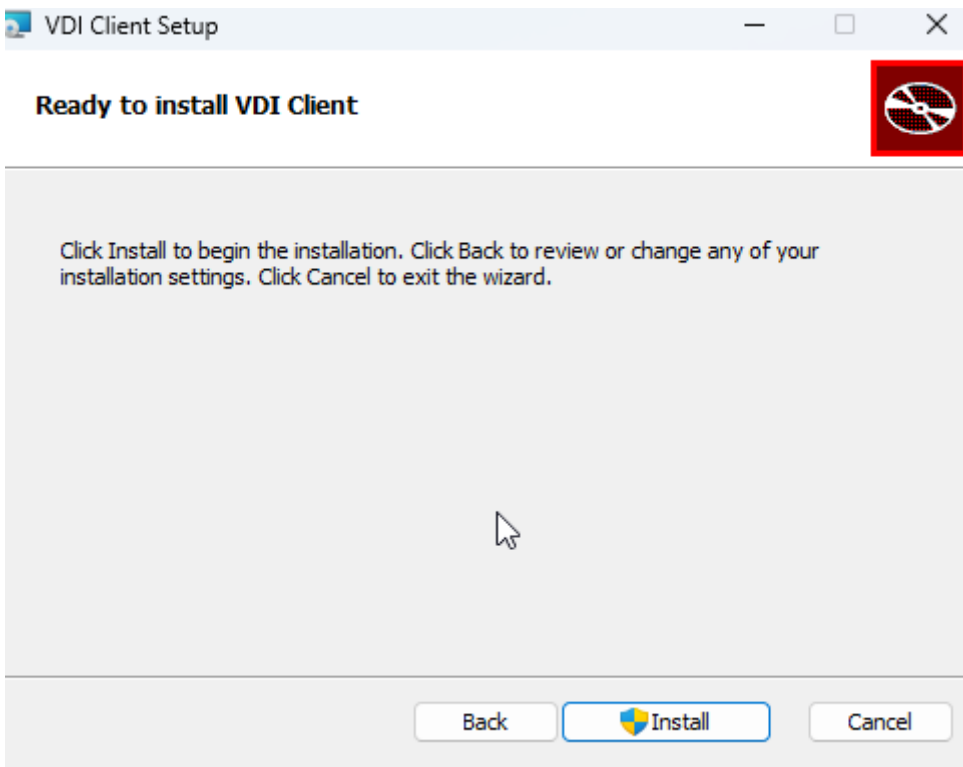 VDI Client Setup
Ready to install VDI Client
Click Install to begin the installation. Click Back to review or change any of your
installation settings. Click Cancel to exit the wizard.
Back
Install
Cancel